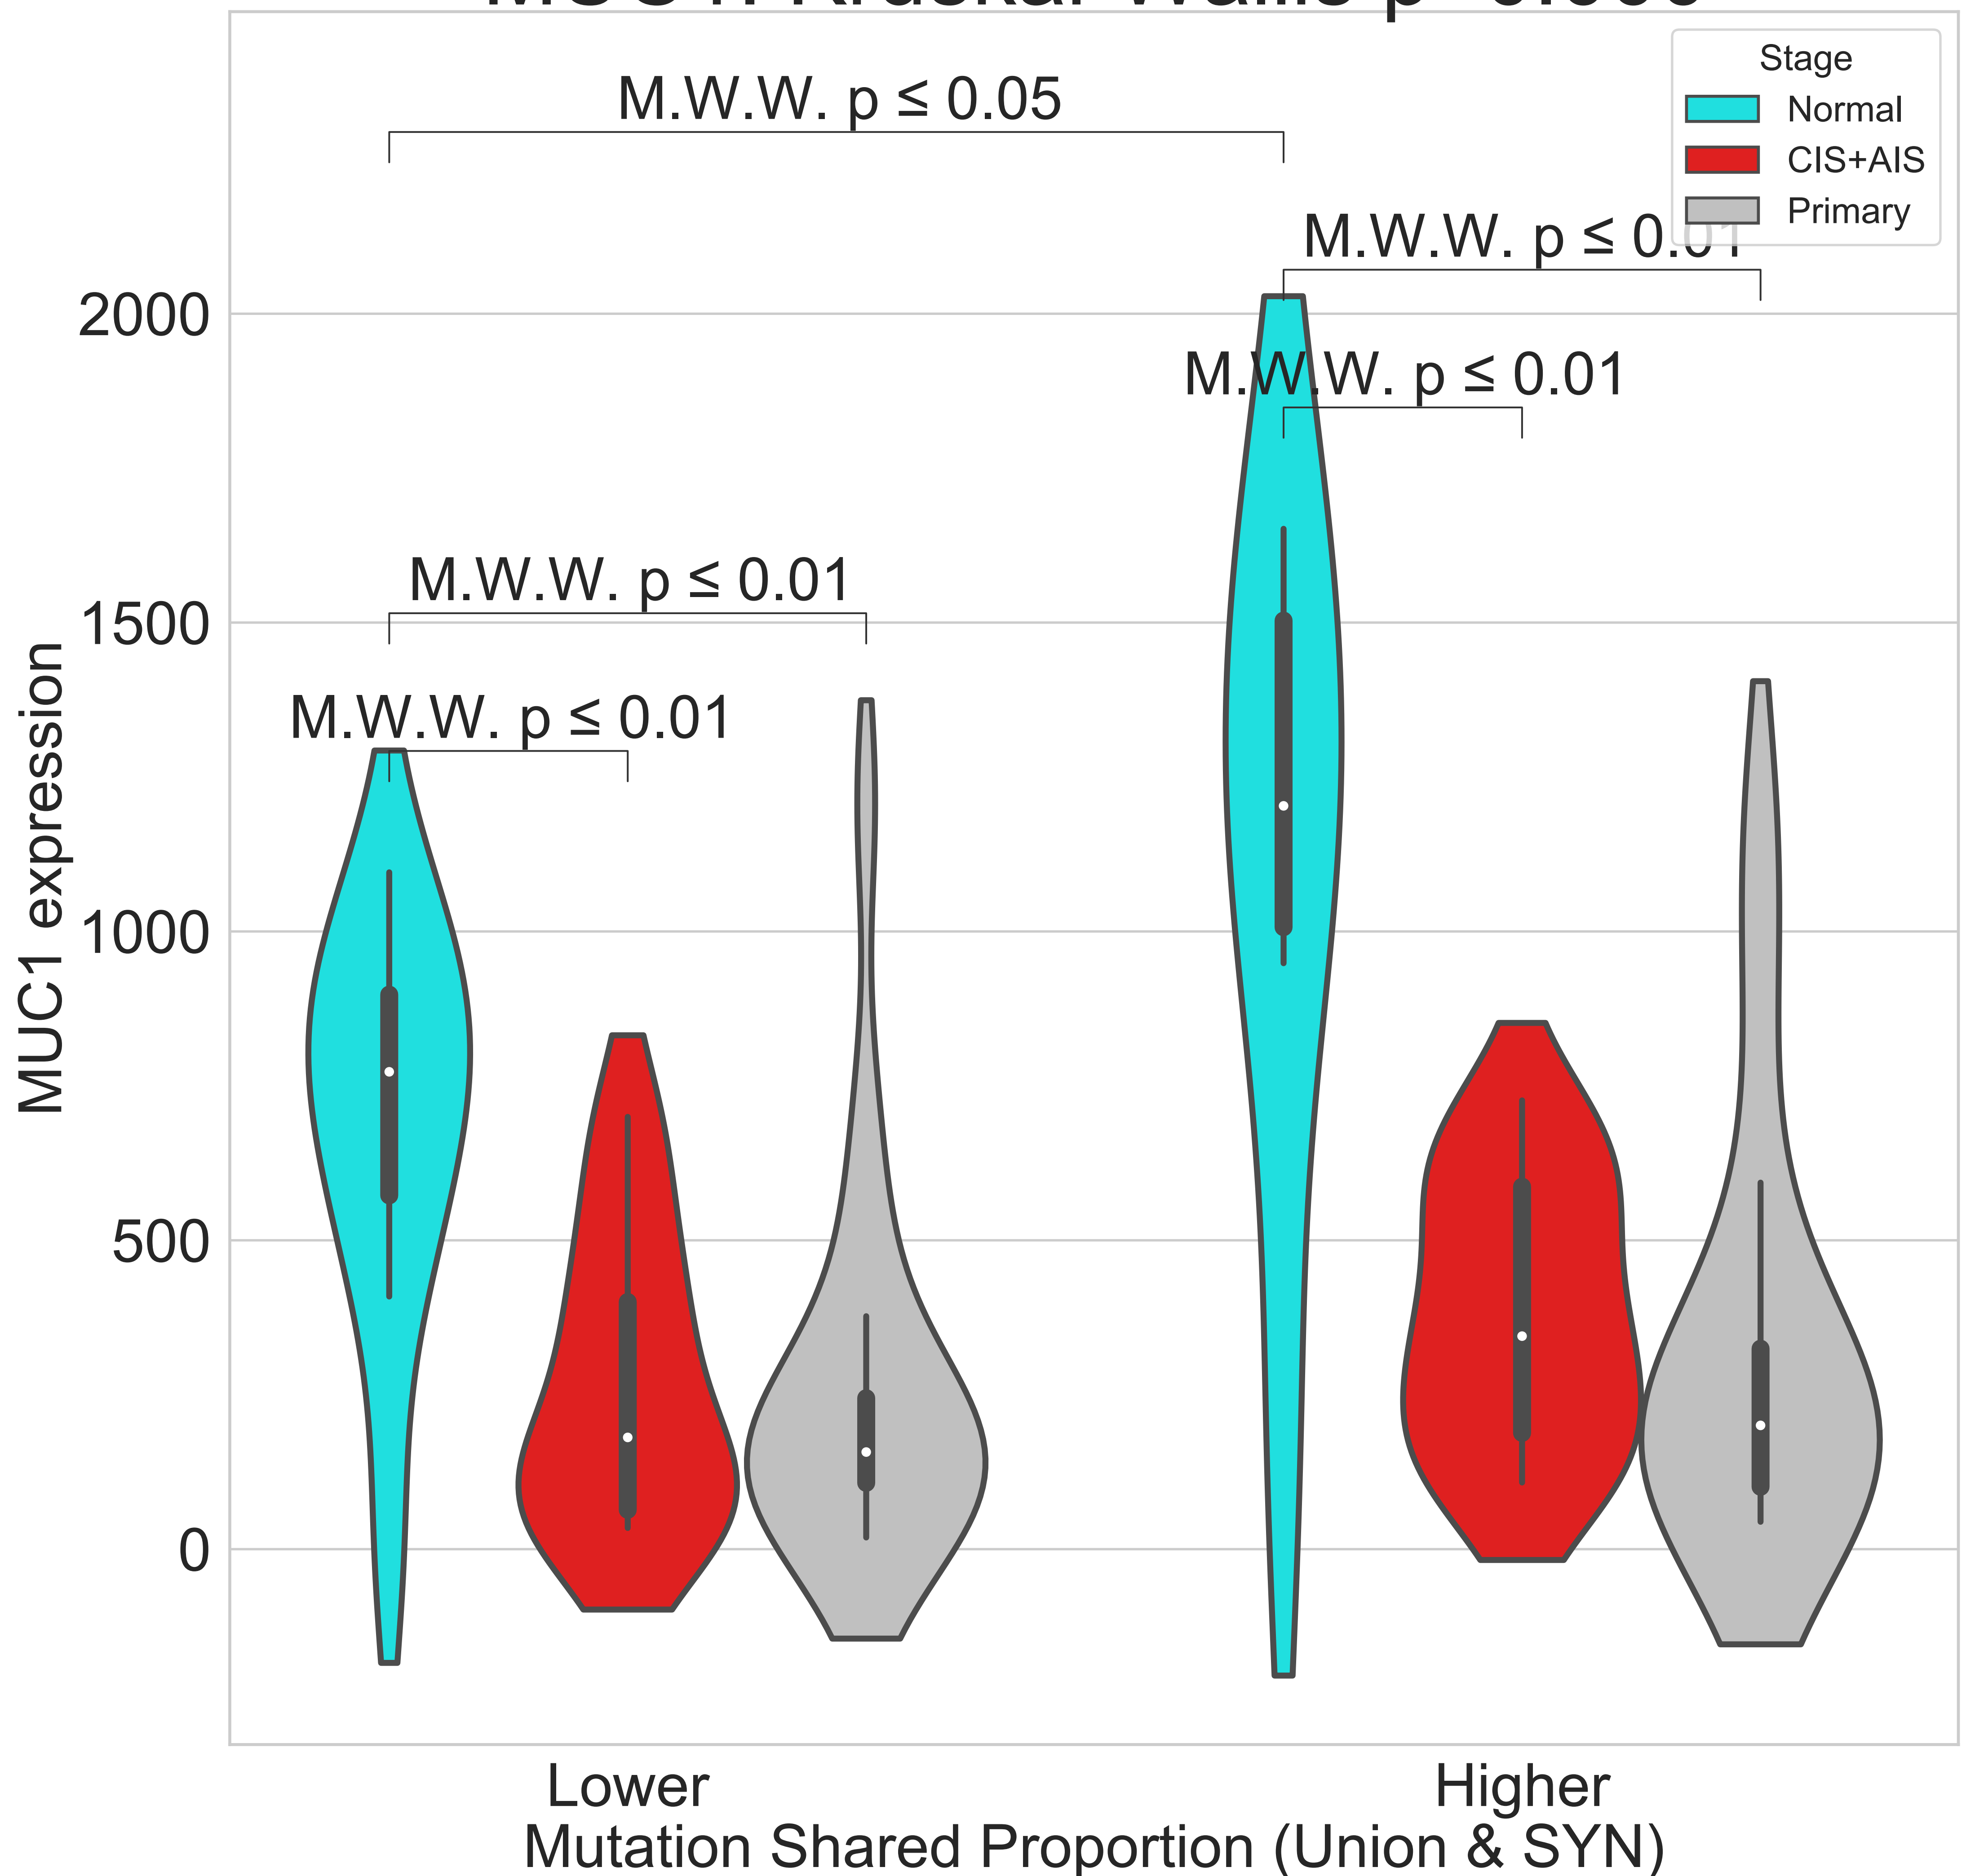 M.W.W. p ≤ 0.05
Stage
Normal
CIS+AIS
Primary
M.W.W. p ≤ 0.01
M.W.W. p ≤ 0.01
M.W.W. p ≤ 0.01
M.W.W. p ≤ 0.01
2000
1500
1000
500
0
MUC1 expression
Lower
Higher
Mutation Shared Proportion (Union & SYN)